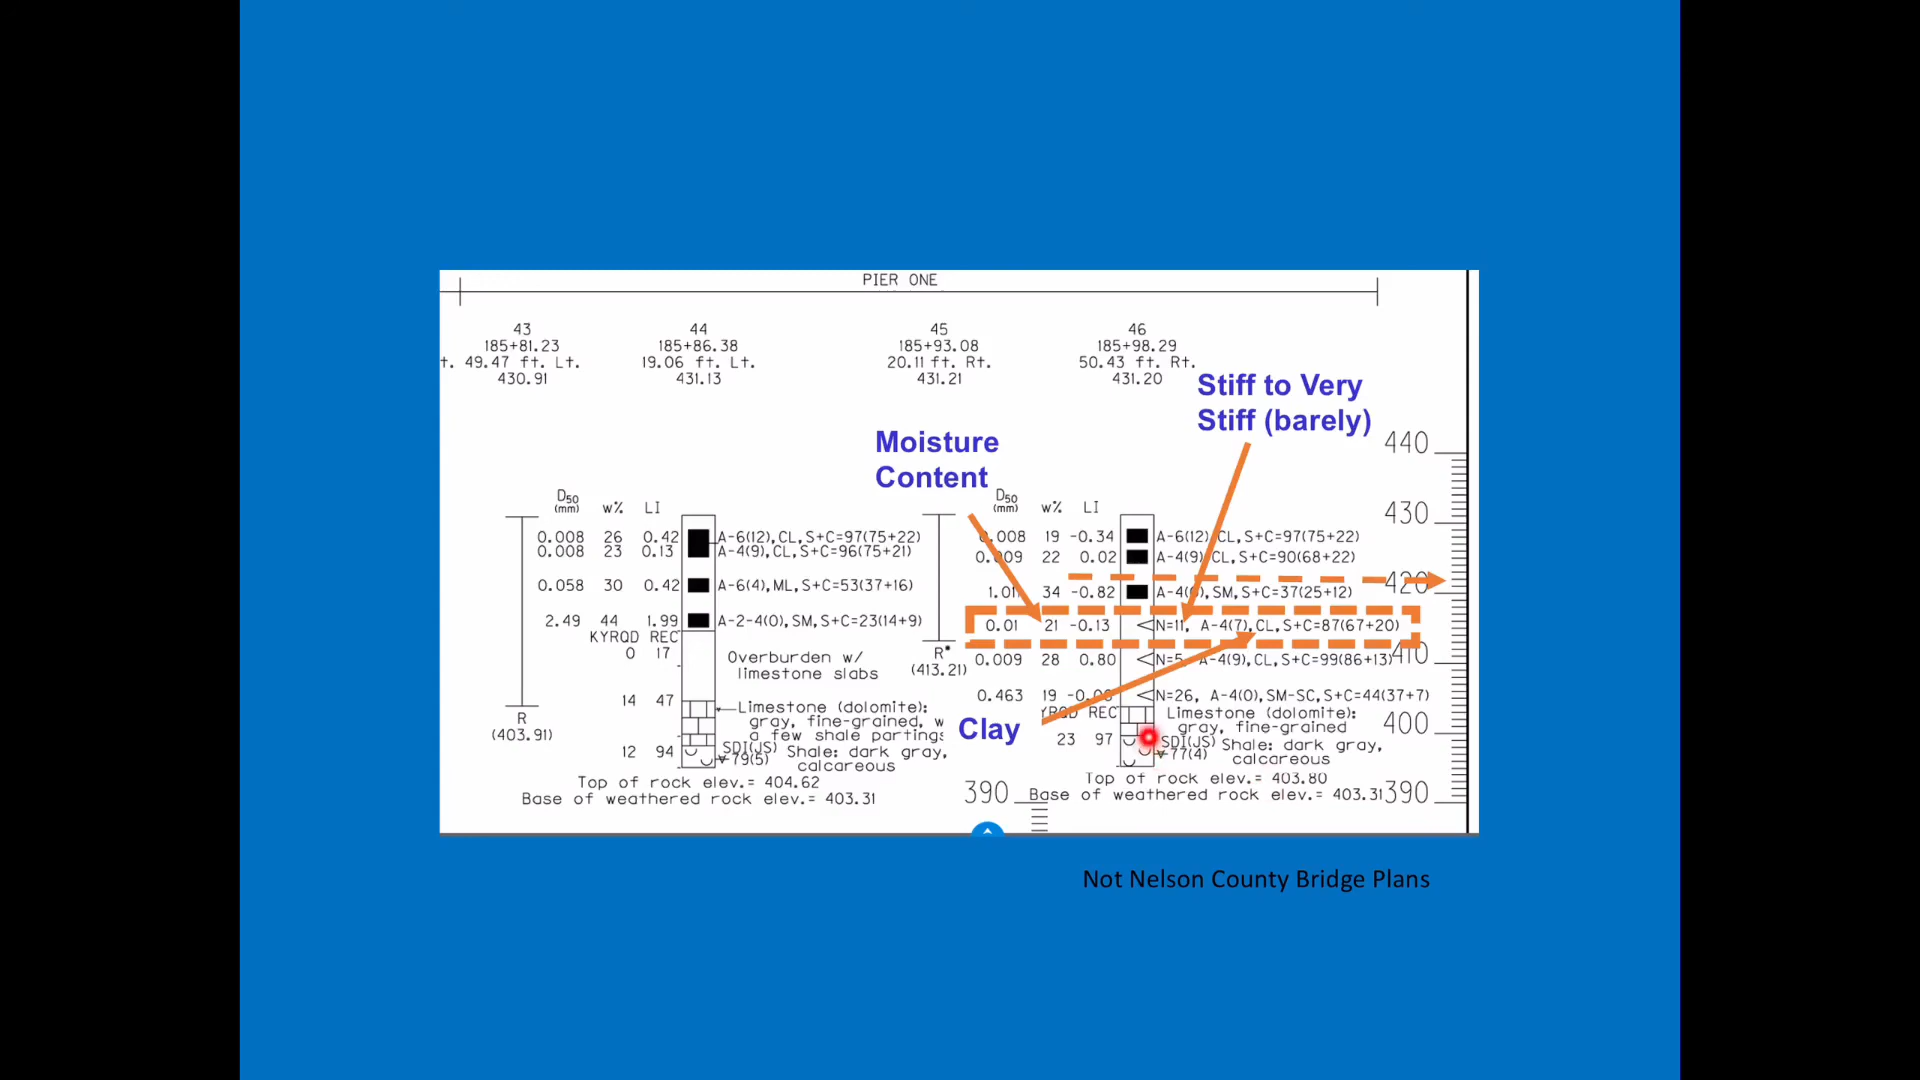 PIER ONE
43
185+81.23
t. 49.47 ft. Lt.
430.91
44
185+86.38
19.06 ft. Lt.
431.13
45
185+93.08
20.11 ft. Rt.
431.21
46
185+98.29
50.43 ft. Rt.
431.20
Stiff to Very
Stiff (barely)
Moisture
Content
440
430
420
410
400
390
D50
(mm)
w% LI
0.008 26 0.42 A-6(12),CL,S+C=97(75+22)
0.008 23 0.13 A-4(9),CL,S+C=96(75+21)
0.058 30 0.42 A-6(4),ML,S+C=53(37+16)
2.49 44 1.99 A-2-4(0),SM,S+C=23(14+9)
KYRQD REC
0 17
Overburden w/
limestone slabs
14 47
Limestone (dolomite):
gray, fine-grained, w
a few shale partings
12 94
SDI(JS) Shale: dark gray,
79(5) calcareous
R
(403.91)
Top of rock elev.= 404.62
Base of weathered rock elev.= 403.31
R*
(413.21)
D50
(mm)
w% LI
0.008 19 -0.34 A-6(12),CL,S+C=97(75+22)
0.009 22 0.02 A-4(9),CL,S+C=90(68+22)
34 -0.82 SM,S+C=37(25+12)
0.01 21 -0.13 N=11, A-4(7),CL,S+C=87(67+20)
0.009 28 0.80 N=5, A-4(9),CL,S+C=99(86+13)
0.463 19 N=26, A-4(0),SM-SC,S+C=44(37+7)
YRQD REC
Clay
23 97
Limestone (dolomite):
gray, fine-grained
SDI(JS) Shale: dark gray,
77(4) calcareous
Top of rock elev.= 403.80
390
Base of weathered rock elev.= 403.31
Not Nelson County Bridge Plans